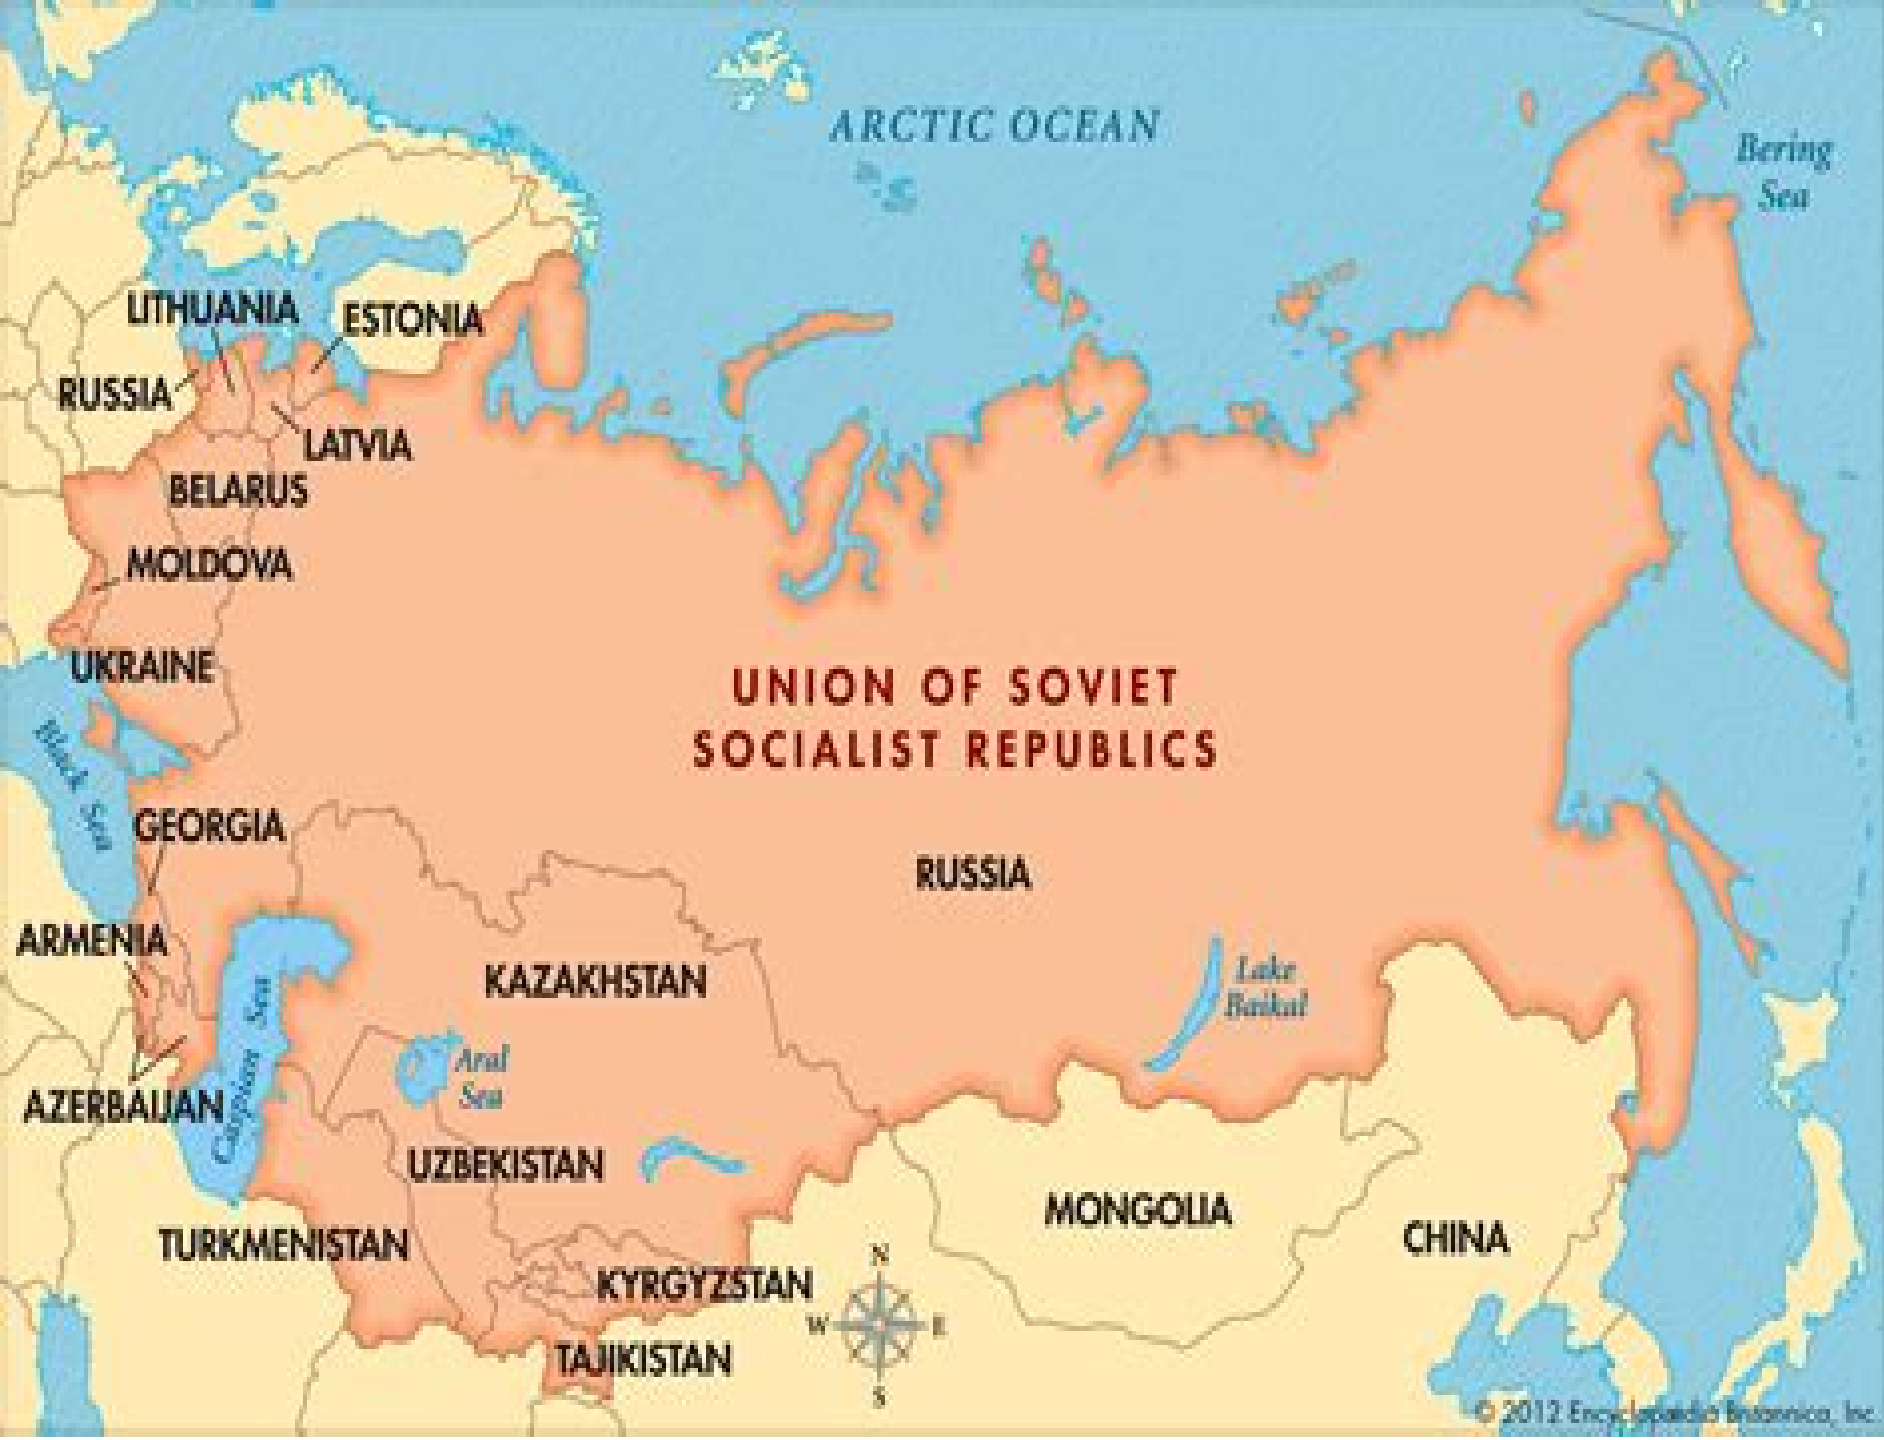 ARCTIC OCEAN
Bering
Sea
LITHUANIA
ESTONIA
RUSSIA
LATVIA
BELARUS
MOLDOVA
UKRAINE
UNION OF SOVIET
SOCIALIST REPUBLICS
Black Sea
GEORGIA
RUSSIA
ARMENIA
KAZAKHSTAN
Lake
Baikal
Caspian Sea
Aral
Sea
AZERBAIJAN
UZBEKISTAN
MONGOLIA
CHINA
TURKMENISTAN
KYRGYZSTAN
N
W E
S
TAJIKISTAN
© 2012 Encyclopædia Britannica, Inc.